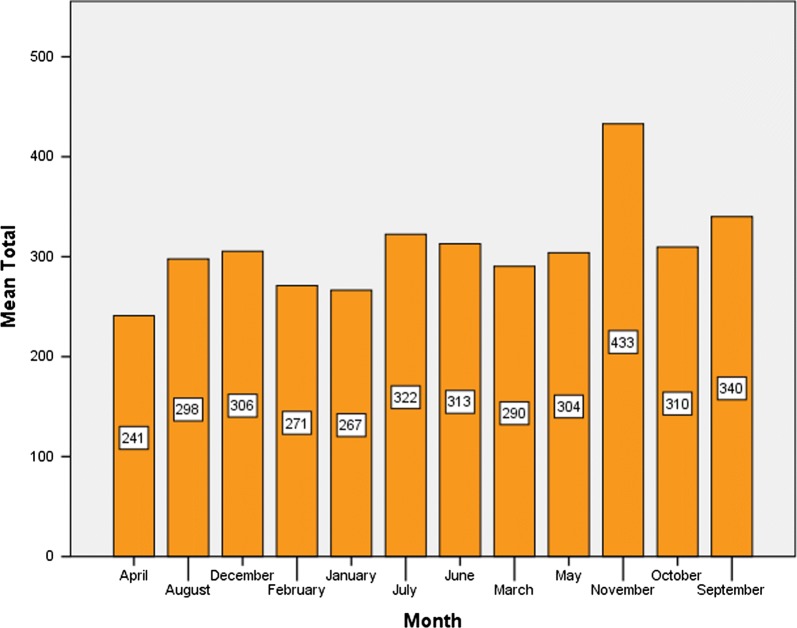 Mean Total
500
400
300
200
100
0
241
298
306
271
267
322
313
290
304
433
310
340
April
August
December
February
January
July
June
March
May
November
October
September
Month